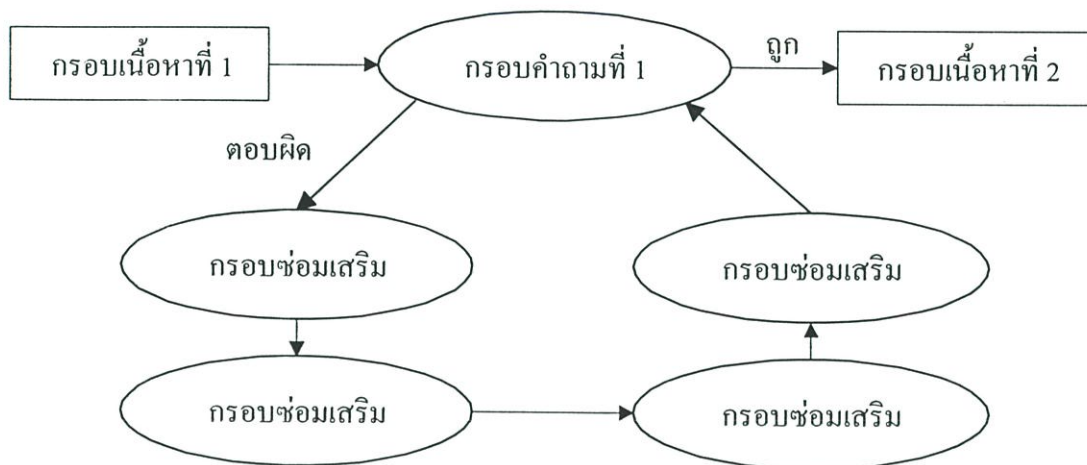 ถูก
กรอบเนื้อหาที่ 1
กรอบคำถามที่ 1
กรอบเนื้อหาที่ 2
ตอบผิด
กรอบซ่อมเสริม
กรอบซ่อมเสริม
กรอบซ่อมเสริม
กรอบซ่อมเสริม